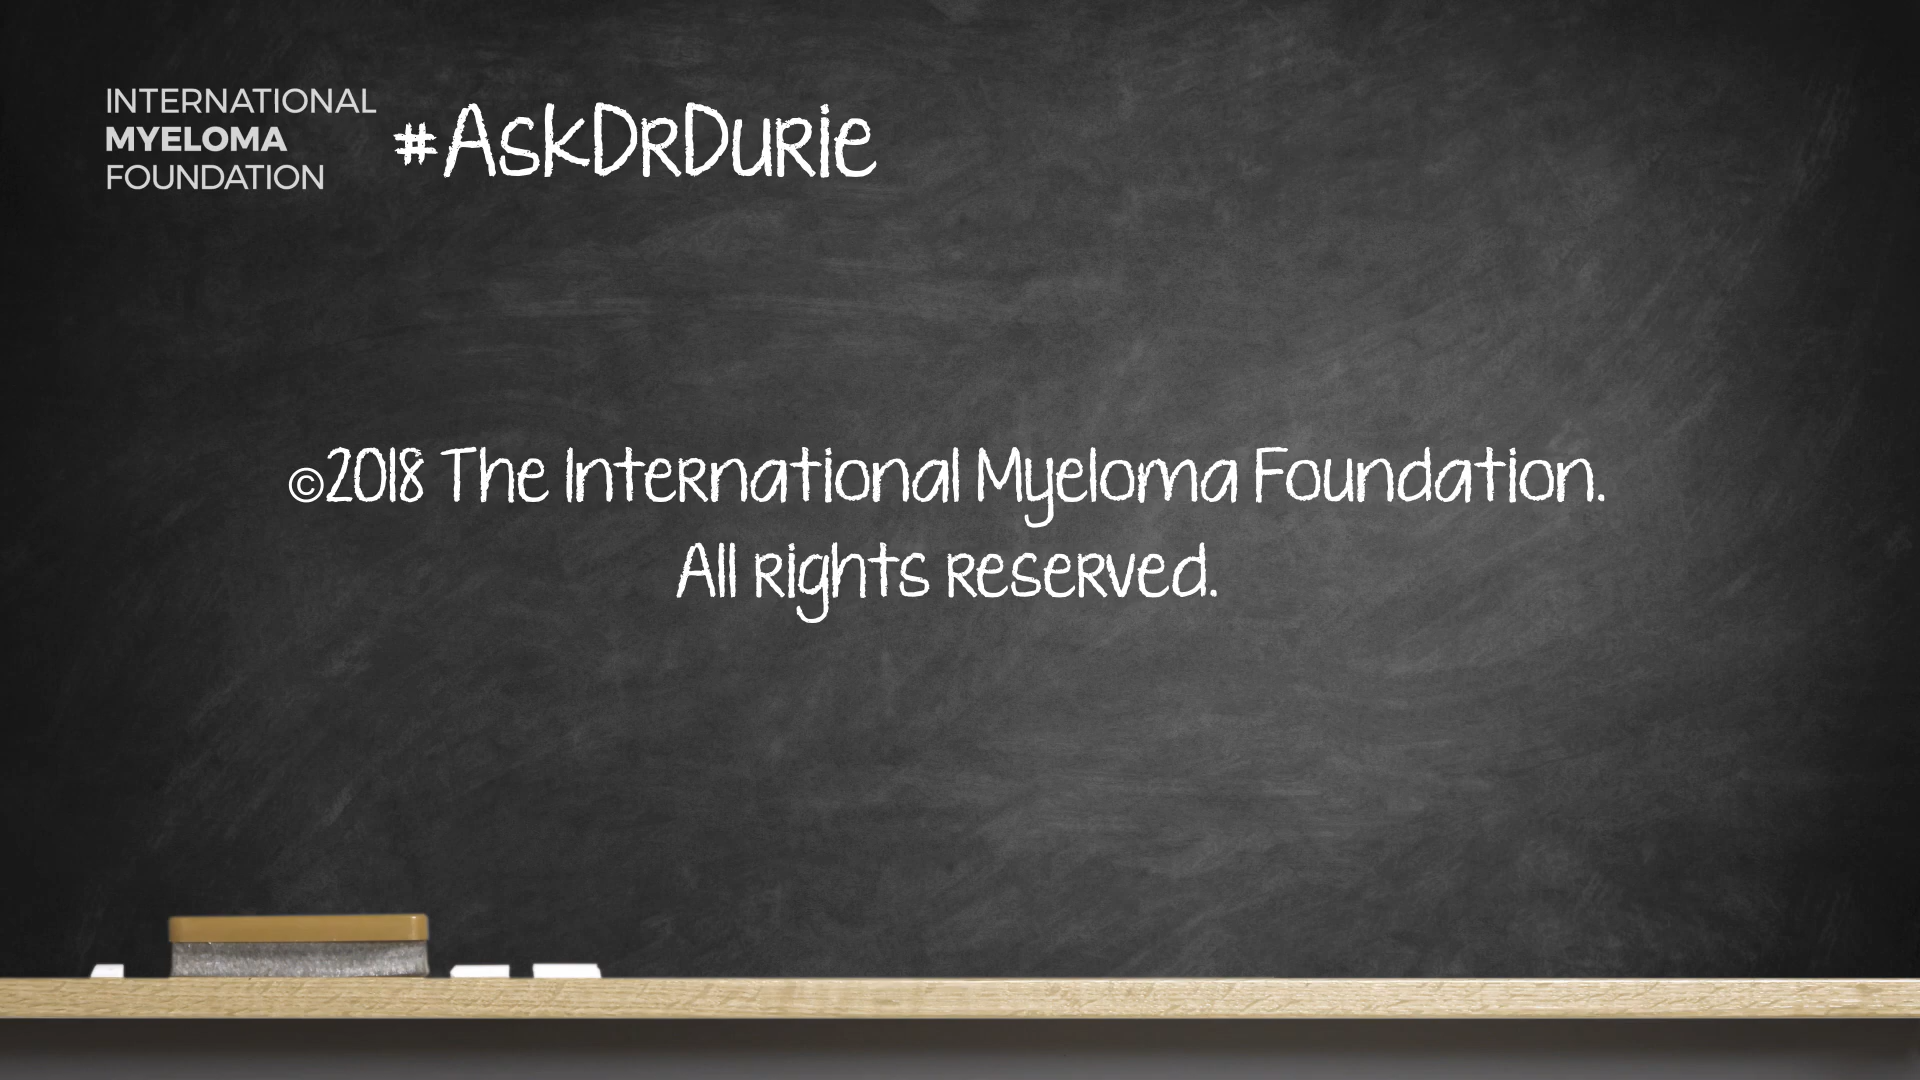 INTERNATIONAL
MYELOMA
FOUNDATION
#AskDrDurie
©2018 The International Myeloma Foundation.
All rights reserved.